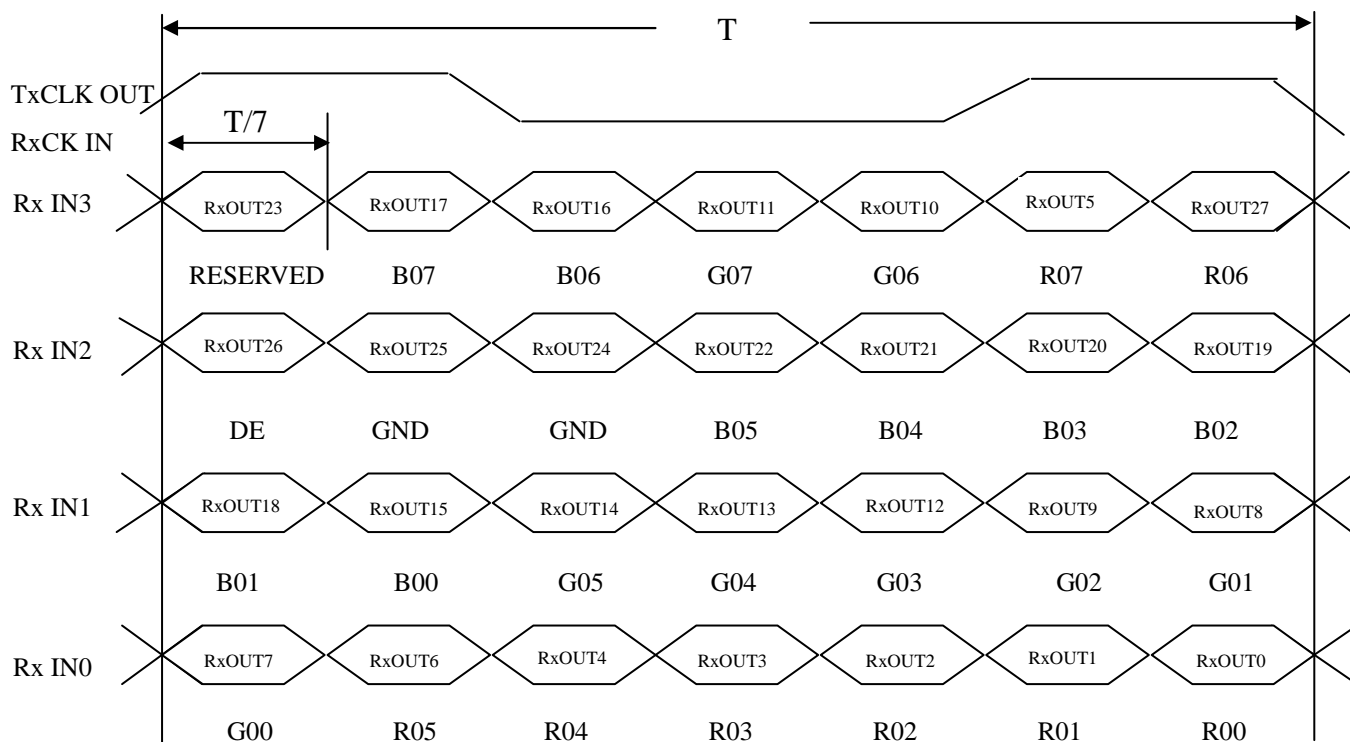 T
TxCLK OUT
T/7
RxCK IN
Rx IN3 RxOUT23 RxOUT17 RxOUT16 RxOUT11 RxOUT10 RxOUT5 RxOUT27
RESERVED B07 B06 G07 G06 R07 R06
Rx IN2 RxOUT26 RxOUT25 RxOUT24 RxOUT22 RxOUT21 RxOUT20 RxOUT19
DE GND GND B05 B04 B03 B02
Rx IN1 RxOUT18 RxOUT15 RxOUT14 RxOUT13 RxOUT12 RxOUT9 RxOUT8
B01 B00 G05 G04 G03 G02 G01
Rx IN0 RxOUT7 RxOUT6 RxOUT4 RxOUT3 RxOUT2 RxOUT1 RxOUT0
G00 R05 R04 R03 R02 R01 R00